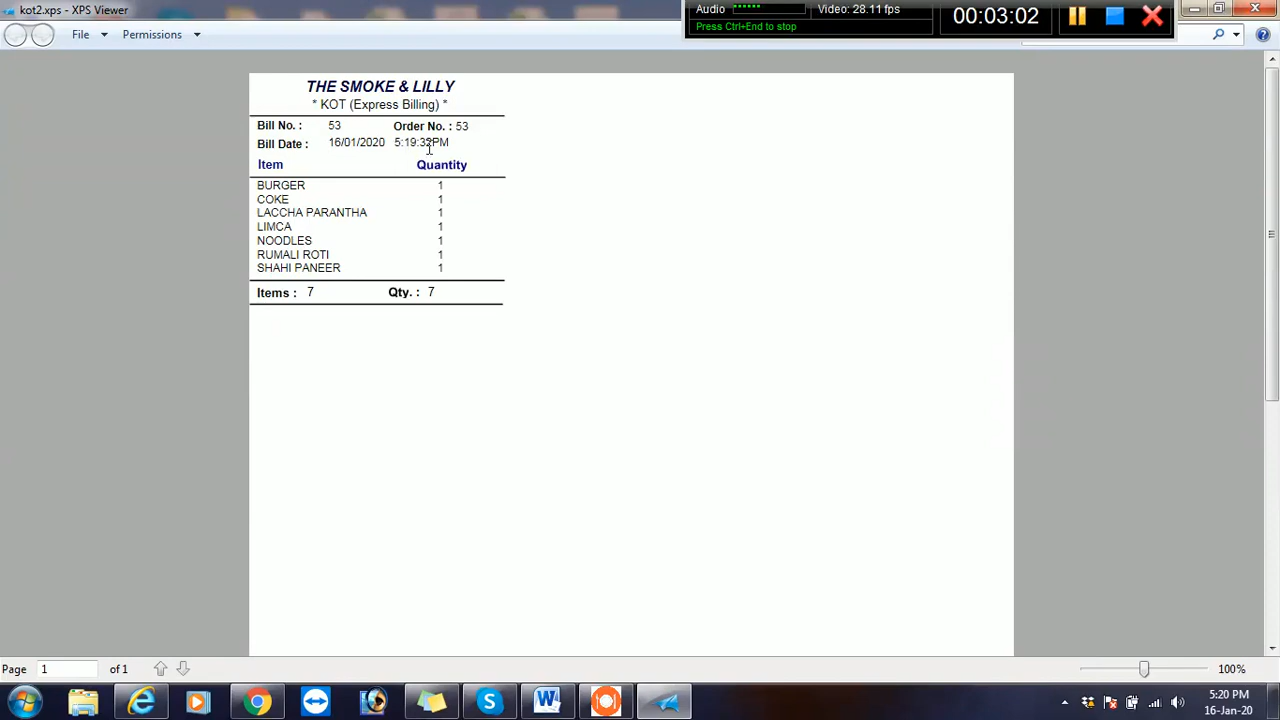 kot2.xps - XPS Viewer
Audio
Video: 28.11 fps
Press Ctrl+End to stop
00:03:02
File
Permissions
THE SMOKE & LILLY
* KOT (Express Billing) *
Bill No. : 53 Order No. : 53
Bill Date : 16/01/2020 5:19:32PM
Item Quantity
BURGER 1
COKE 1
LACCHA PARANTHA 1
LIMCA 1
NOODLES 1
RUMALI ROTI 1
SHAHI PANEER 1
Items : 7 Qty. : 7
Page 1 of 1
100%
5:20 PM
16-Jan-20